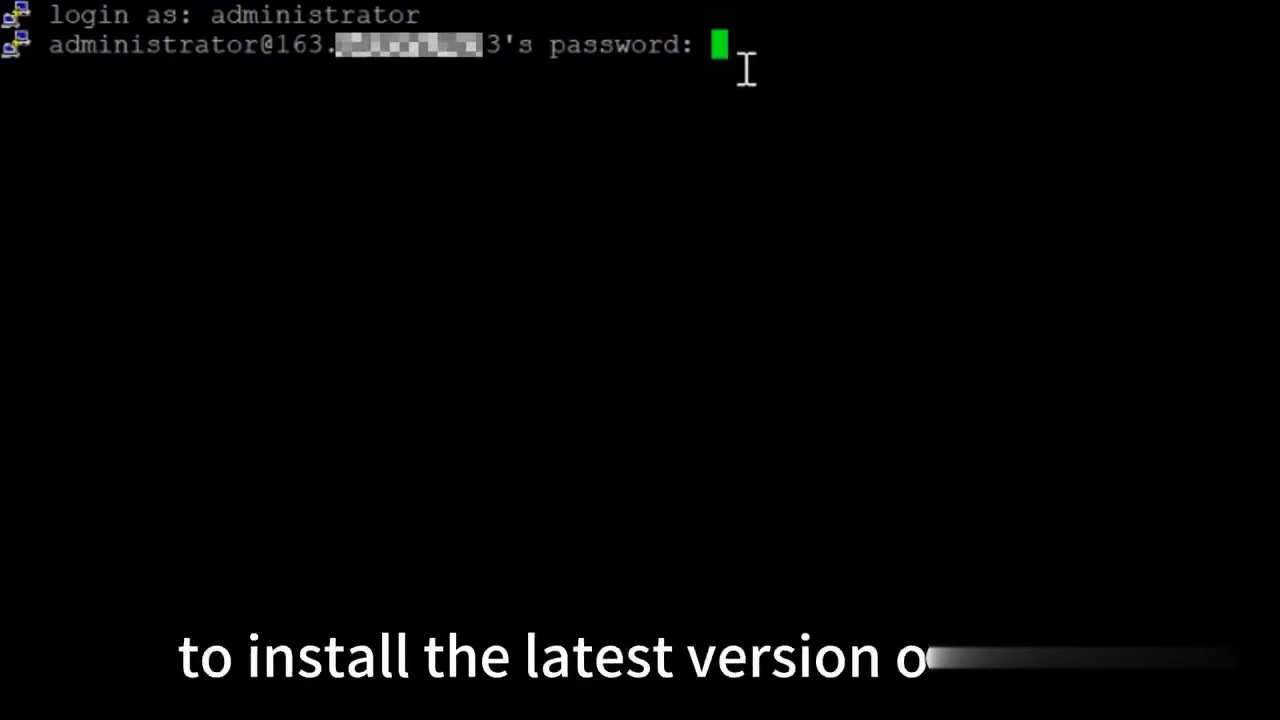 login as: administrator
administrator@163. 3's password:
to install the latest version o